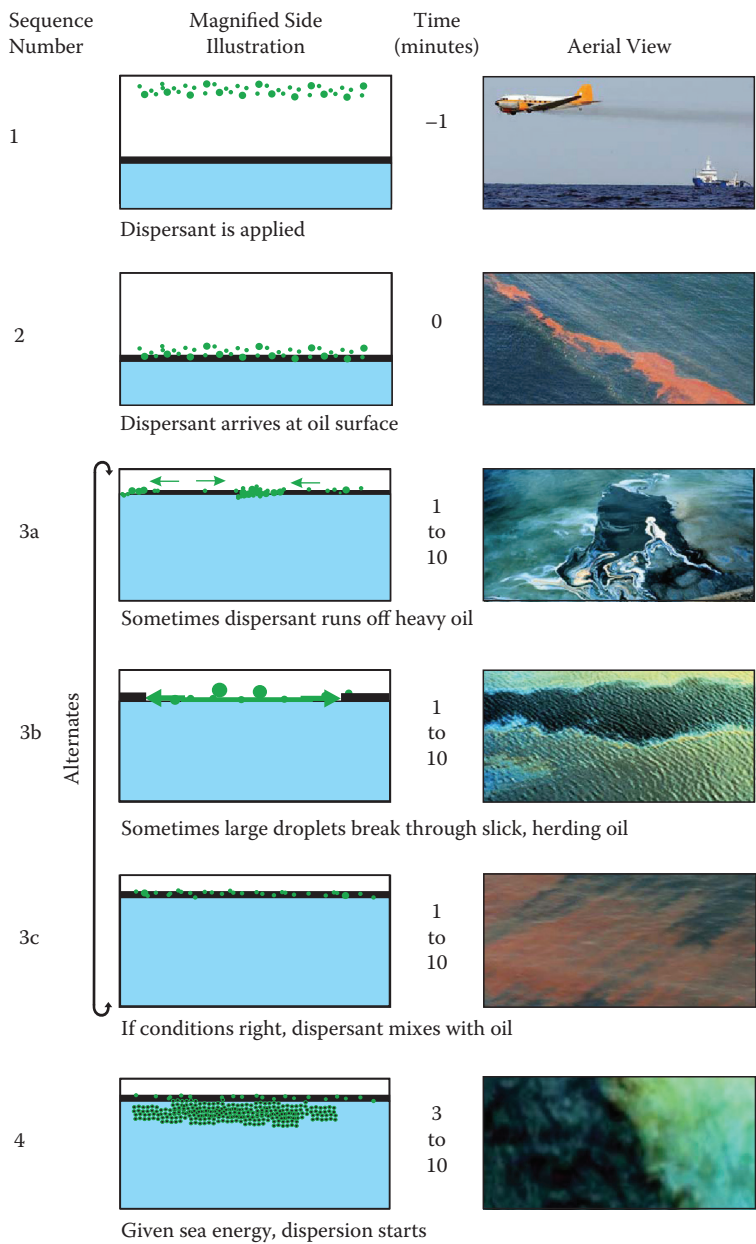 Sequence Number
Magnified Side Illustration
Time (minutes)
Aerial View
1
–1
Dispersant is applied
2
0
Dispersant arrives at oil surface
Alternates
3a
1
to
10
Sometimes dispersant runs off heavy oil
3b
1
to
10
Sometimes large droplets break through slick, herding oil
3c
1
to
10
If conditions right, dispersant mixes with oil
4
3
to
10
Given sea energy, dispersion starts